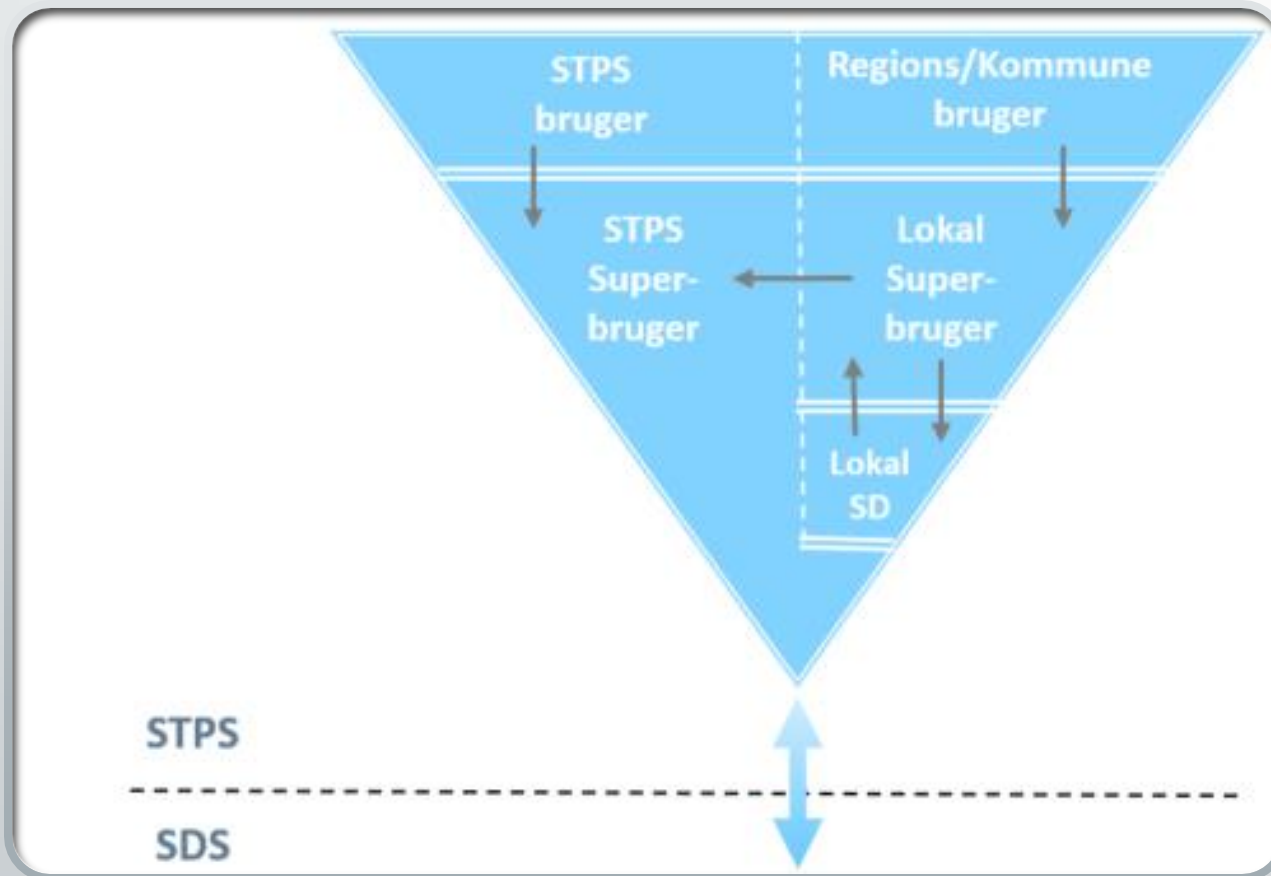 STPS
bruger
Regions/Kommune
bruger
STPS
Super-
bruger
Lokal
Super-
bruger
Lokal
SD
STPS
SDS